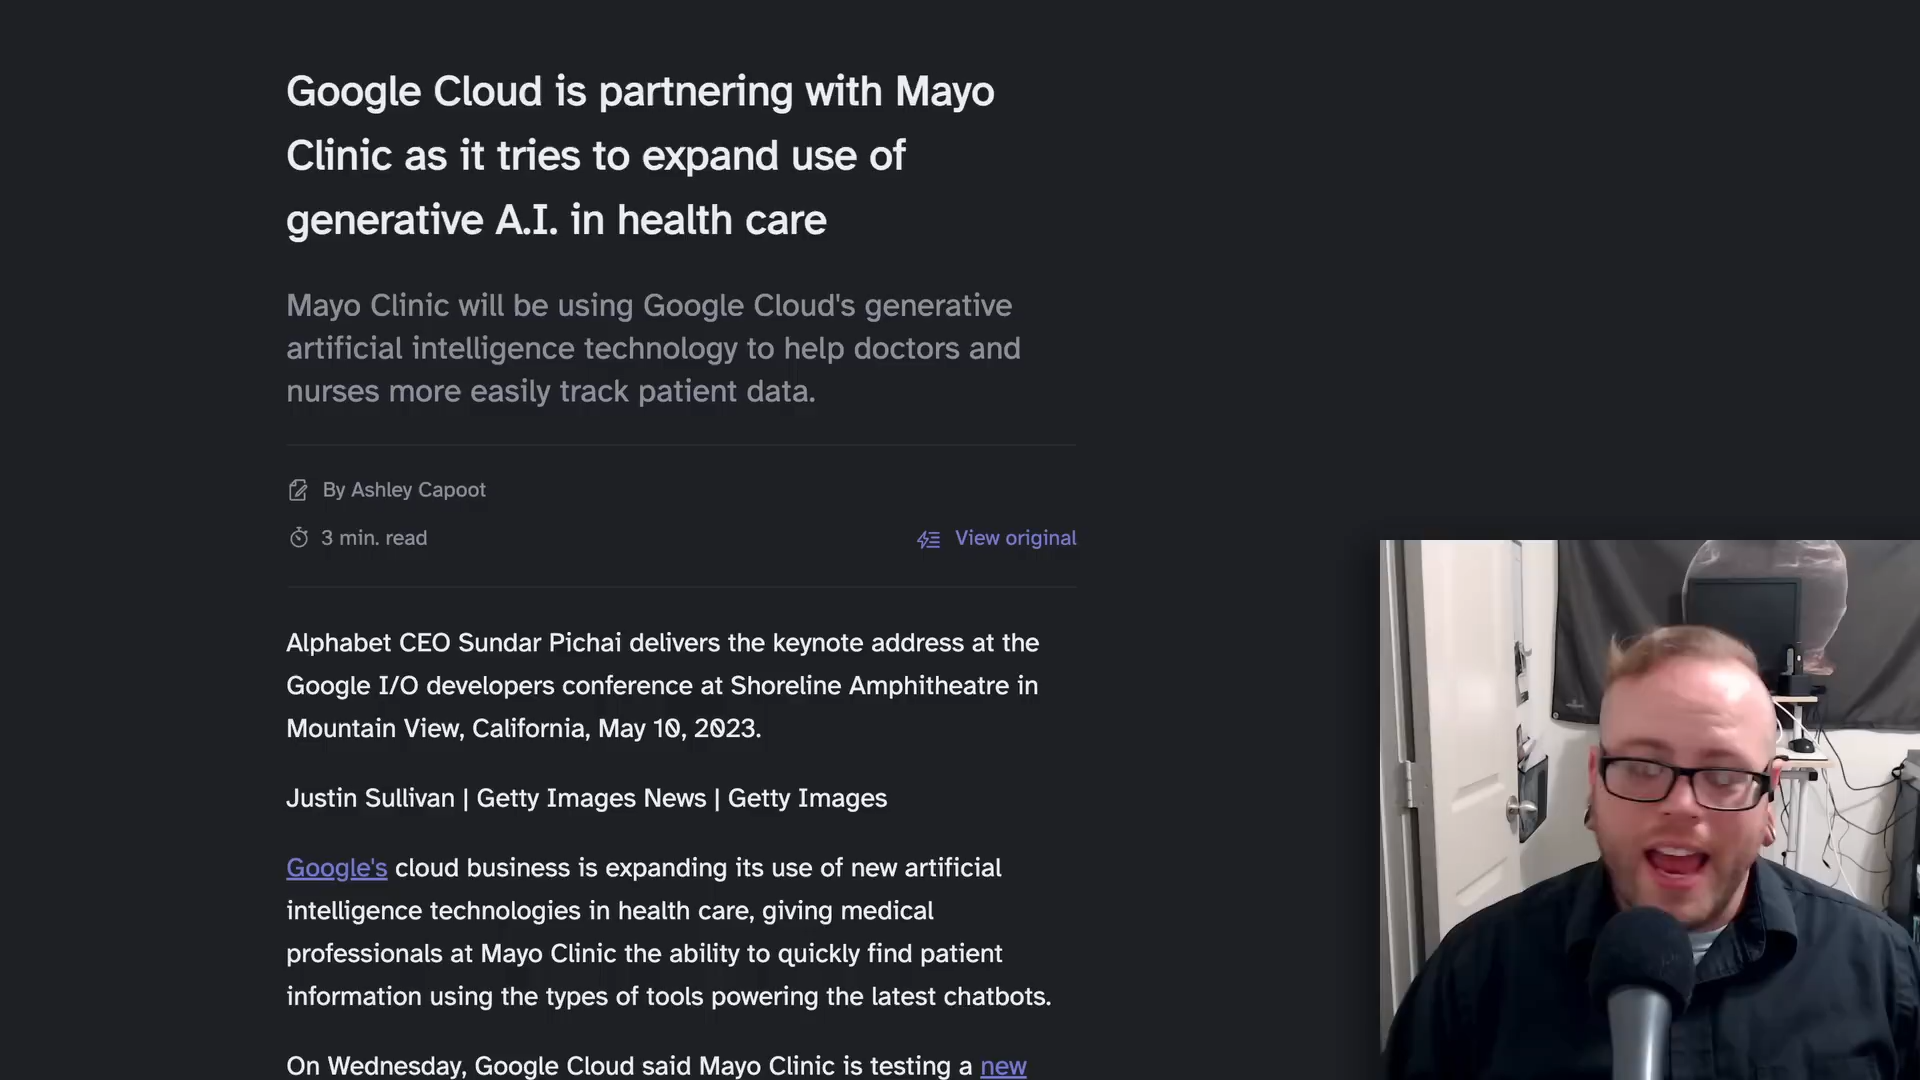 Google Cloud is partnering with Mayo
Clinic as it tries to expand use of
generative A.I. in health care
Mayo Clinic will be using Google Cloud's generative
artificial intelligence technology to help doctors and
nurses more easily track patient data.
By Ashley Capoot
3 min. read
View original
Alphabet CEO Sundar Pichai delivers the keynote address at the
Google I/O developers conference at Shoreline Amphitheatre in
Mountain View, California, May 10, 2023.
Justin Sullivan | Getty Images News | Getty Images
Google's cloud business is expanding its use of new artificial
intelligence technologies in health care, giving medical
professionals at Mayo Clinic the ability to quickly find patient
information using the types of tools powering the latest chatbots.
On Wednesday, Google Cloud said Mayo Clinic is testing a new